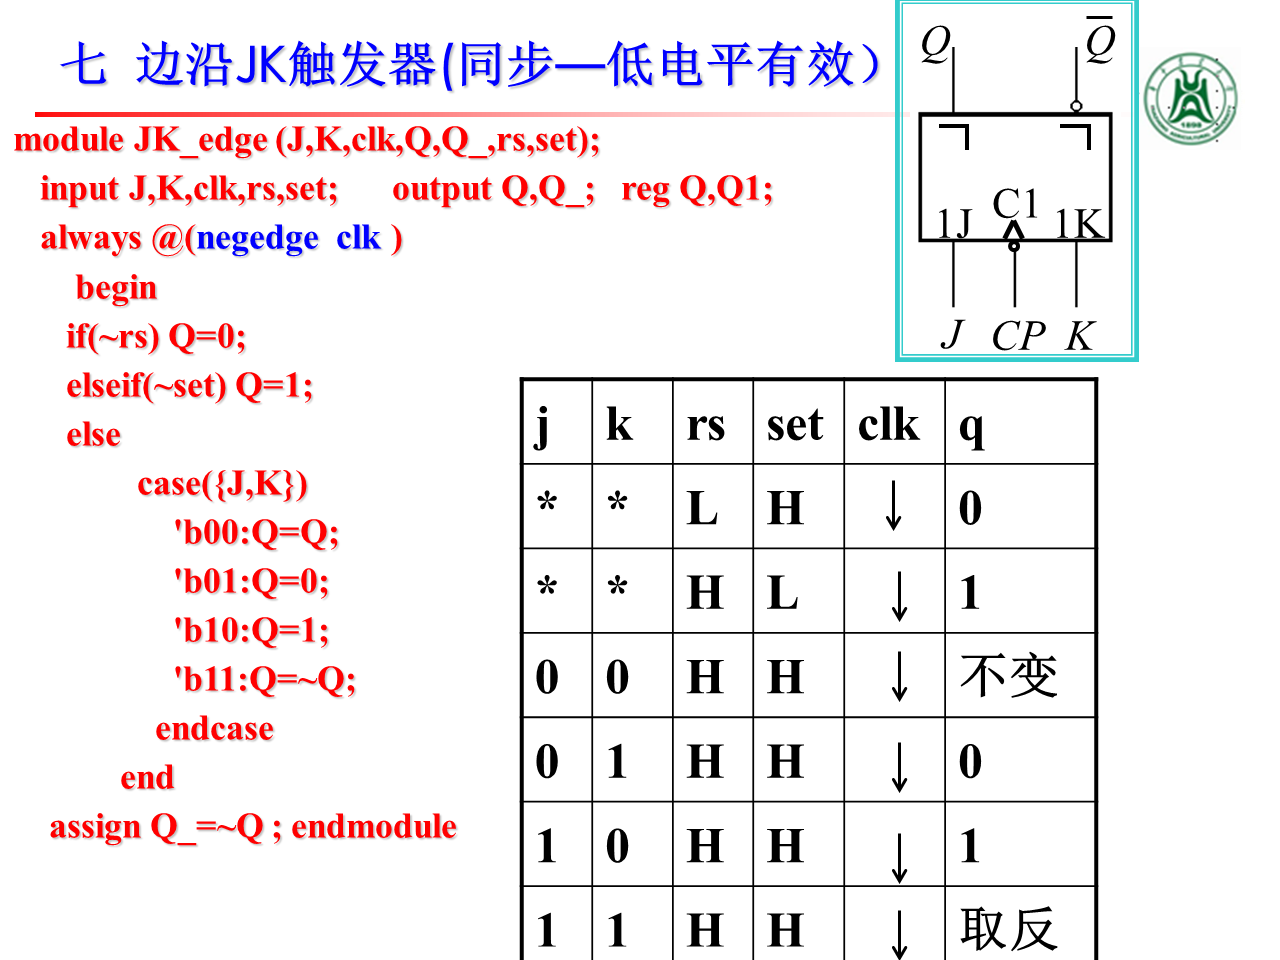 七 边沿JK触发器(同步—低电平有效）
module JK_edge (J,K,clk,Q,Q_,rs,set);
input J,K,clk,rs,set; output Q,Q_; reg Q,Q1;
always @(negedge clk )
begin
if(~rs) Q=0;
elseif(~set) Q=1;
else
case({J,K})
'b00:Q=Q;
'b01:Q=0;
'b10:Q=1;
'b11:Q=~Q;
endcase
end
assign Q_=~Q ; endmodule
Q Q̅
1J C1 1K
J CP K
j k rs set clk q
* * L H ↓ 0
* * H L ↓ 1
0 0 H H ↓ 不变
0 1 H H ↓ 0
1 0 H H ↓ 1
1 1 H H ↓ 取反